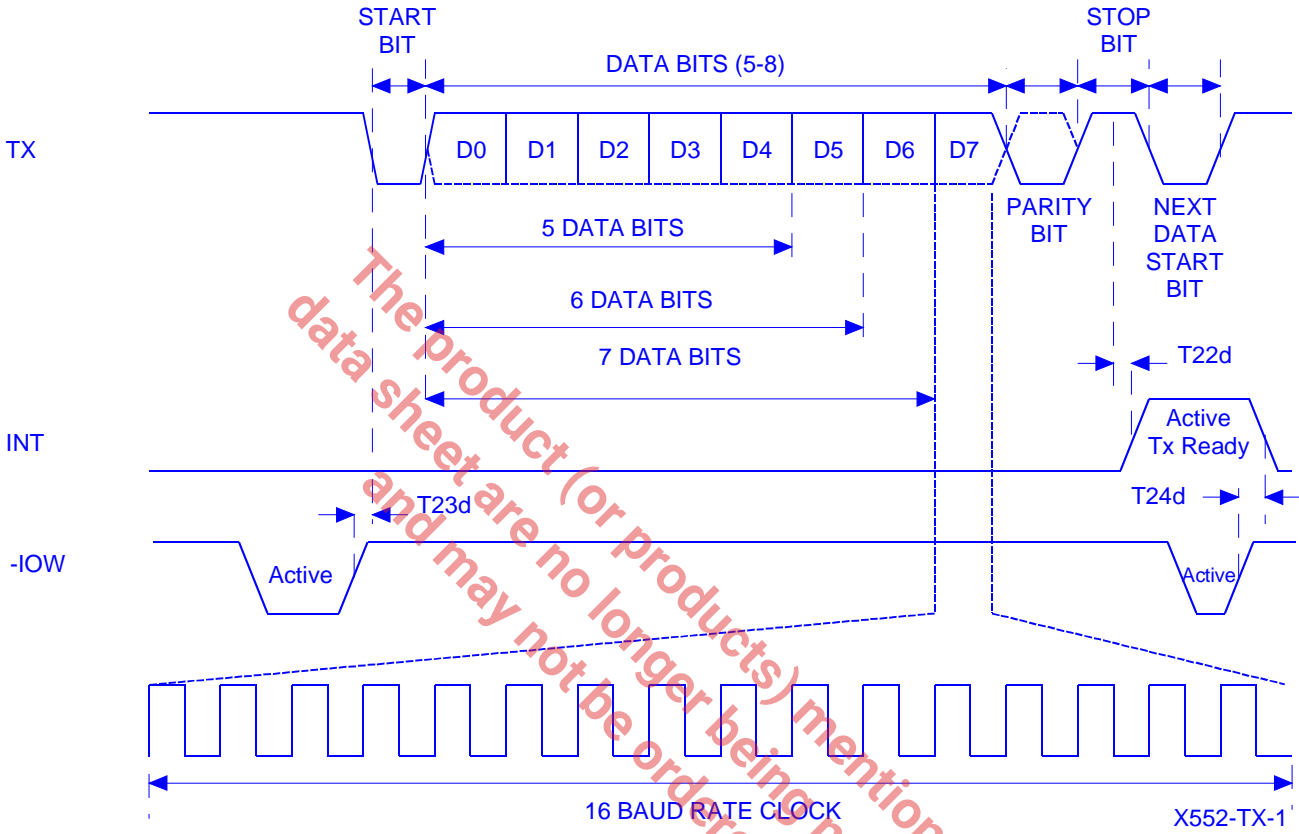 START
BIT
DATA BITS (5-8)
STOP
BIT
TX
D0 D1 D2 D3 D4 D5 D6 D7
PARITY
BIT
NEXT
DATA
START
BIT
5 DATA BITS
6 DATA BITS
7 DATA BITS
T22d
INT
Active
Tx Ready
T23d
T24d
-IOW
Active
Active
16 BAUD RATE CLOCK
X552-TX-1
The product (or products) mention
data sheet are no longer being
and may not be order